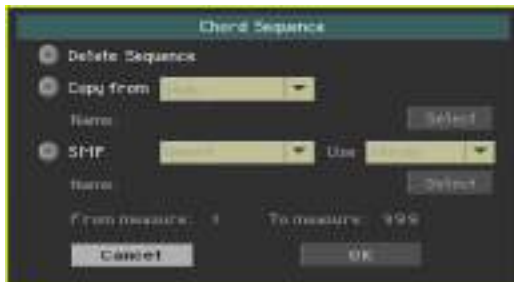 Chord Sequence
Delete Sequence
Copy from
Name:
Select
SMF Use
Name:
Select
From measure: 1 To measure: 999
Cancel OK